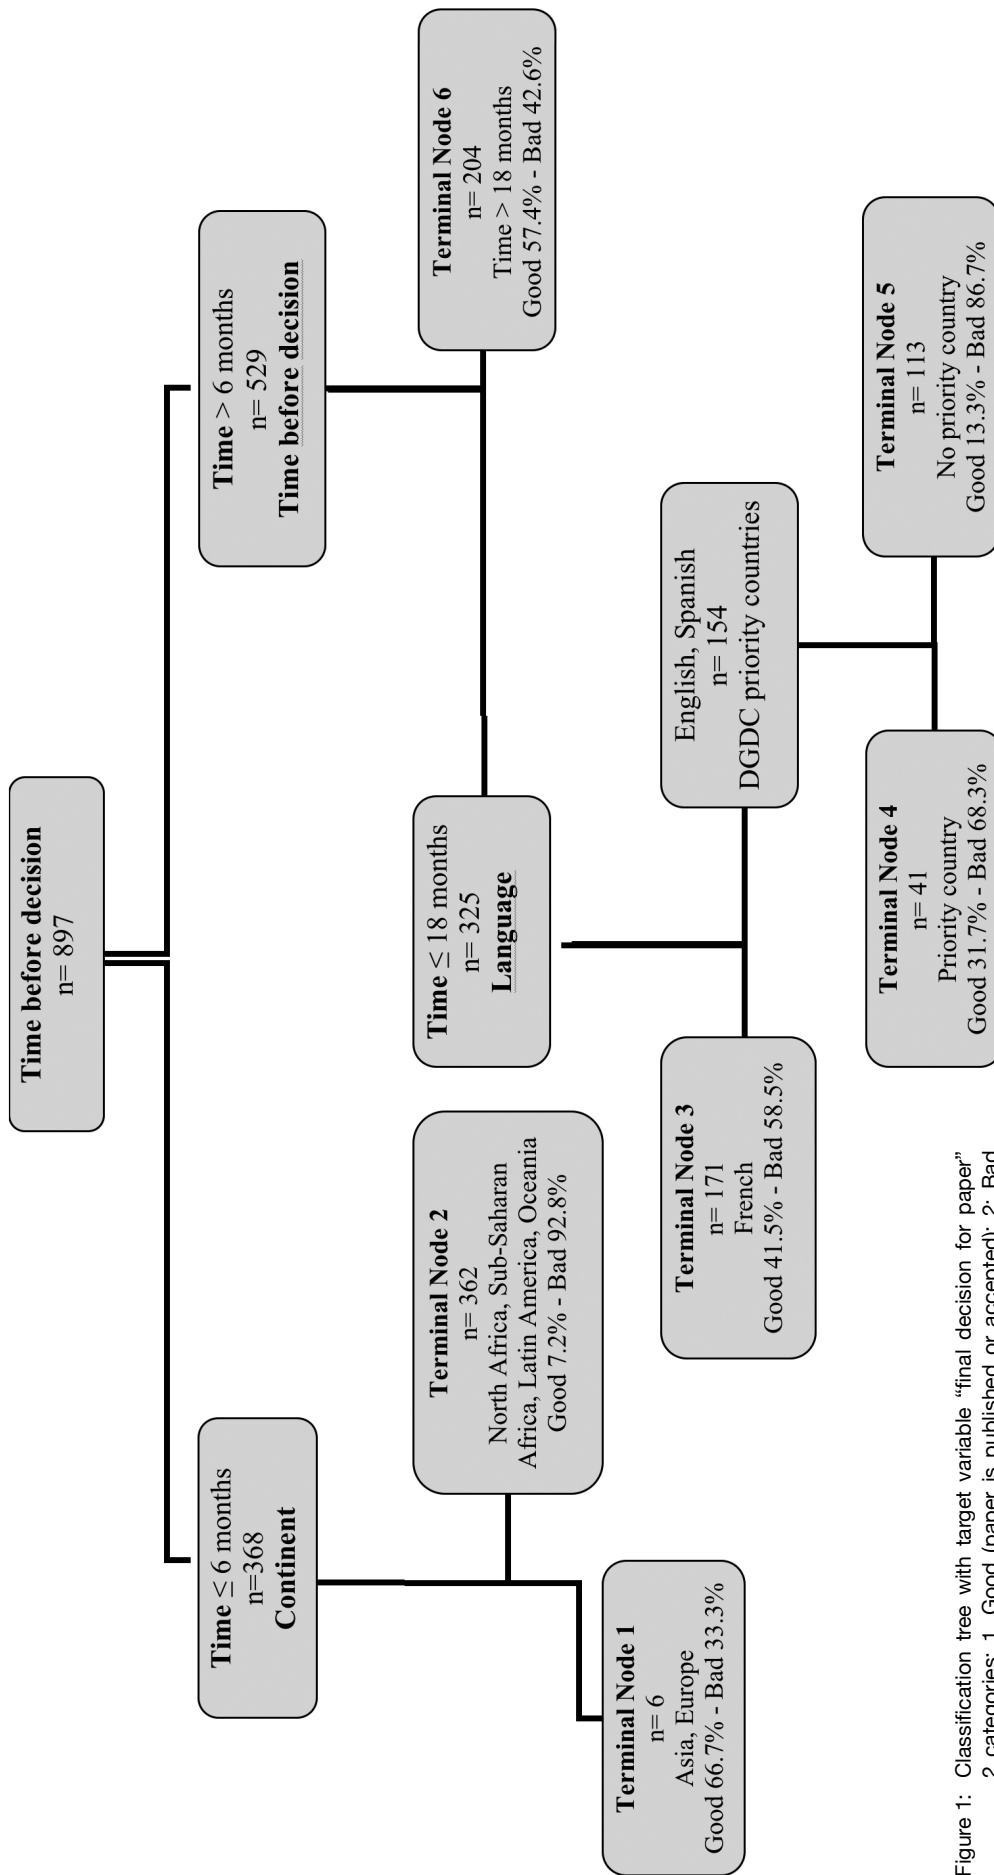 Time before decision
n= 897
Time ≤ 6 months
n=368
Continent
Time > 6 months
n= 529
Time before decision
Terminal Node 1
n= 6
Asia, Europe
Good 66.7% - Bad 33.3%
Terminal Node 2
n= 362
North Africa, Sub-Saharan
Africa, Latin America, Oceania
Good 7.2% - Bad 92.8%
Time ≤ 18 months
n= 325
Language
Terminal Node 6
n= 204
Time > 18 months
Good 57.4% - Bad 42.6%
Terminal Node 3
n= 171
French
Good 41.5% - Bad 58.5%
English, Spanish
n= 154
DGDC priority countries
Terminal Node 4
n= 41
Priority country
Good 31.7% - Bad 68.3%
Terminal Node 5
n= 113
No priority country
Good 13.3% - Bad 86.7%
Figure 1: Classification tree with target variable “final decision for paper”
2 categories: 1. Good (paper is published or accepted); 2: Bad